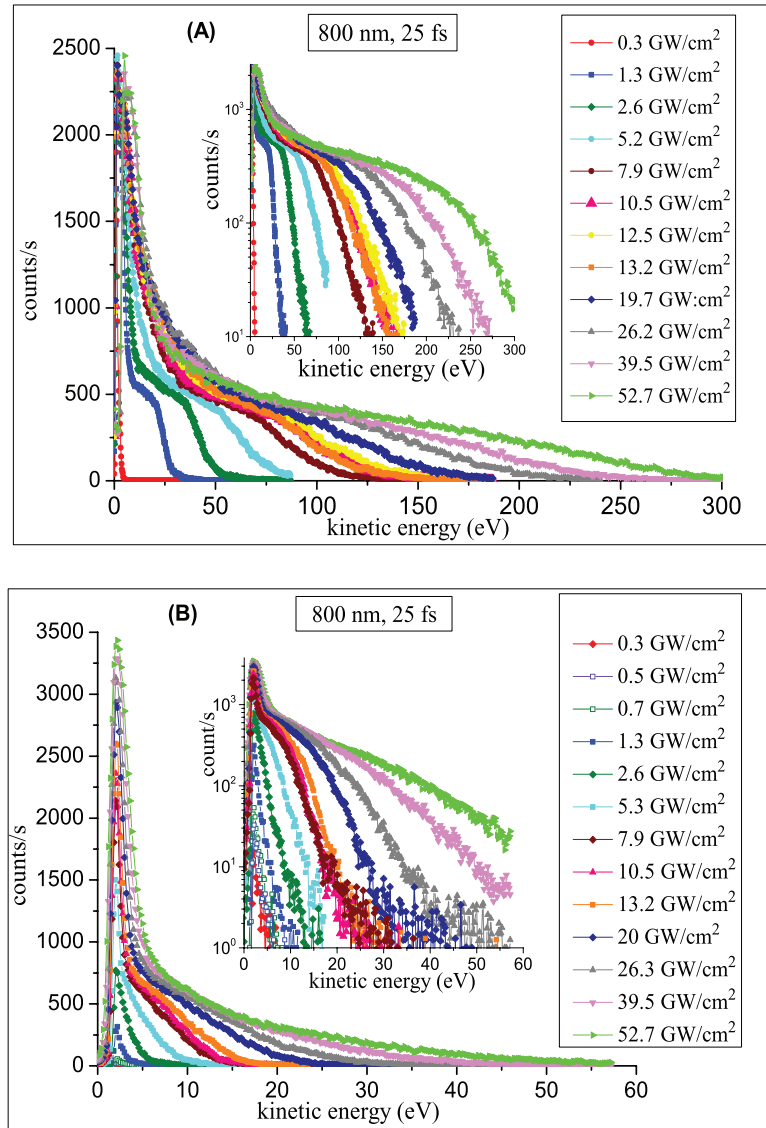 (A)
800 nm, 25 fs
2500
2000
1500
1000
500
0
counts/s
0 50 100 150 200 250 300
kinetic energy (eV)
10³
10²
10¹
counts/s
0 50 100 150 200 250 300
kinetic energy (eV)
0.3 GW/cm²
1.3 GW/cm²
2.6 GW/cm²
5.2 GW/cm²
7.9 GW/cm²
10.5 GW/cm²
12.5 GW/cm²
13.2 GW/cm²
19.7 GW:cm²
26.2 GW/cm²
39.5 GW/cm²
52.7 GW/cm²
(B)
800 nm, 25 fs
3500
3000
2500
2000
1500
1000
500
0
counts/s
0 10 20 30 40 50 60
kinetic energy (eV)
10³
10²
10¹
10⁰
count/s
0 10 20 30 40 50 60
kinetic energy (eV)
0.3 GW/cm²
0.5 GW/cm²
0.7 GW/cm²
1.3 GW/cm²
2.6 GW/cm²
5.3 GW/cm²
7.9 GW/cm²
10.5 GW/cm²
13.2 GW/cm²
20 GW/cm²
26.3 GW/cm²
39.5 GW/cm²
52.7 GW/cm²